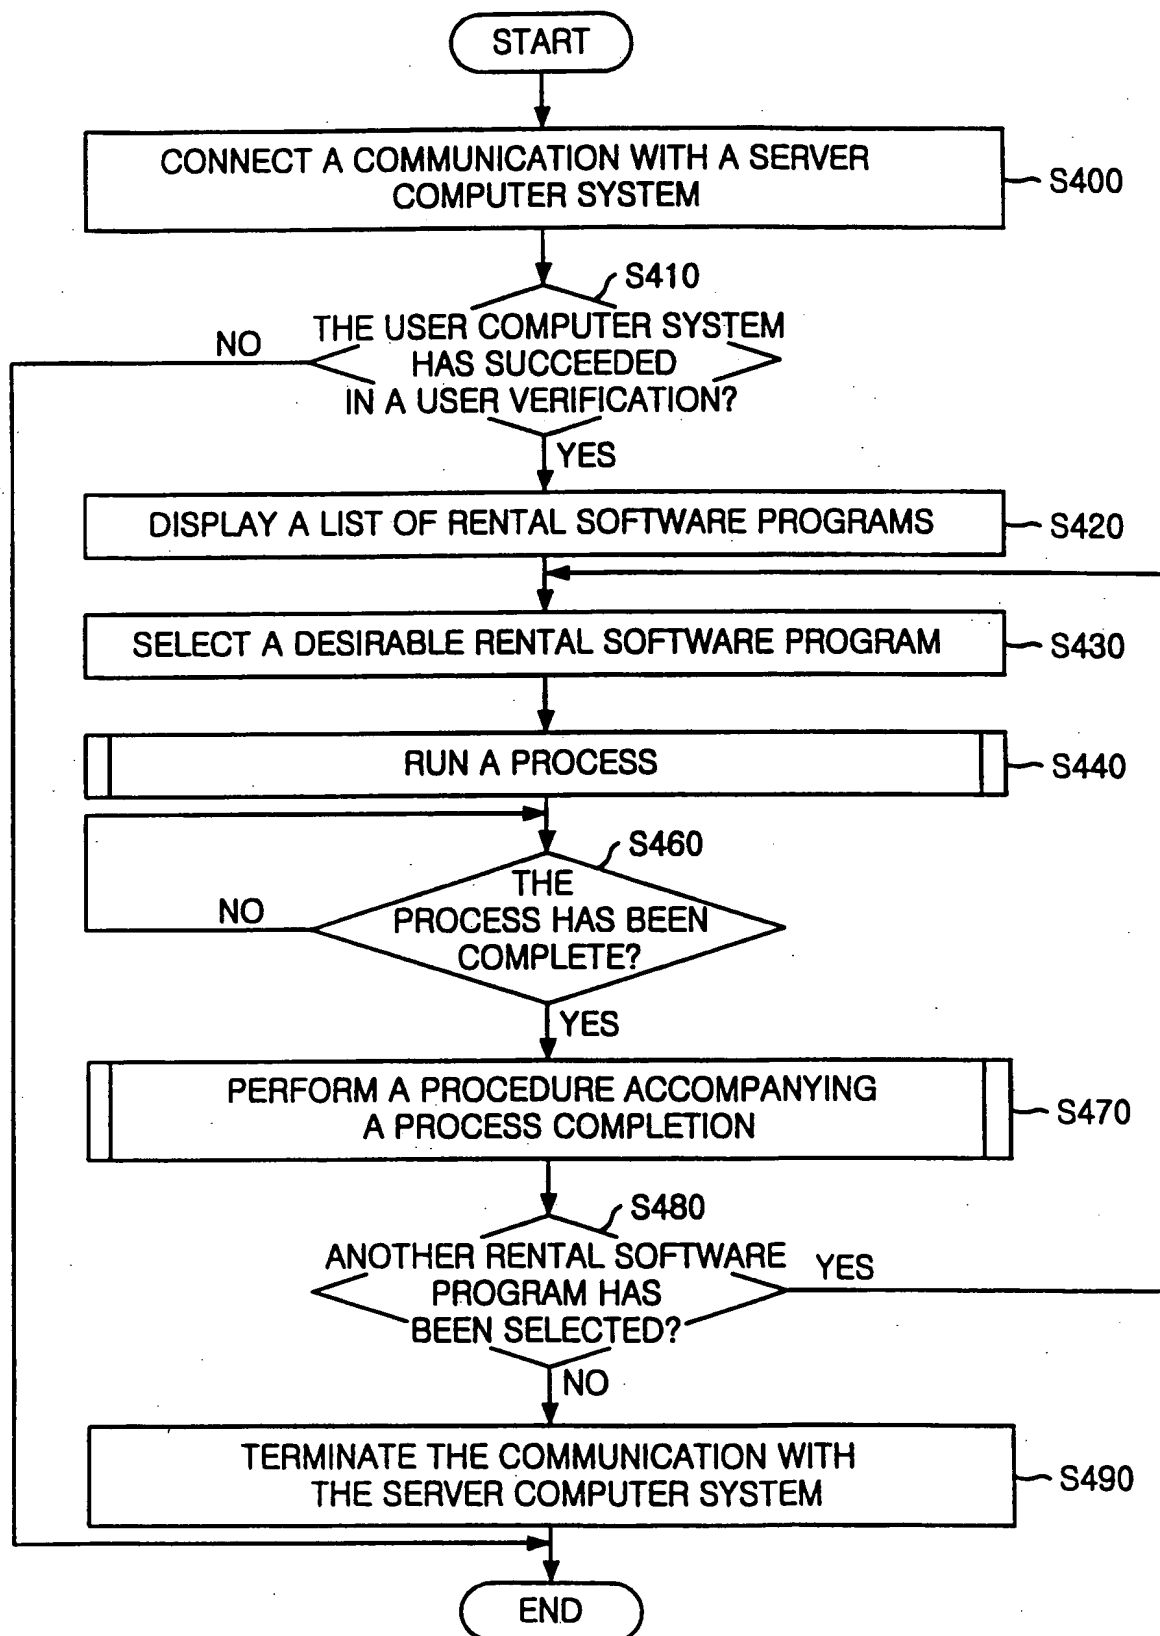 START
CONNECT A COMMUNICATION WITH A SERVER
COMPUTER SYSTEM
S400
S410
THE USER COMPUTER SYSTEM
HAS SUCCEEDED
IN A USER VERIFICATION?
NO
YES
DISPLAY A LIST OF RENTAL SOFTWARE PROGRAMS
S420
SELECT A DESIRABLE RENTAL SOFTWARE PROGRAM
S430
RUN A PROCESS
S440
S460
THE
PROCESS HAS BEEN
COMPLETE?
NO
YES
PERFORM A PROCEDURE ACCOMPANYING
A PROCESS COMPLETION
S470
S480
ANOTHER RENTAL SOFTWARE
PROGRAM HAS
BEEN SELECTED?
YES
NO
TERMINATE THE COMMUNICATION WITH
THE SERVER COMPUTER SYSTEM
S490
END